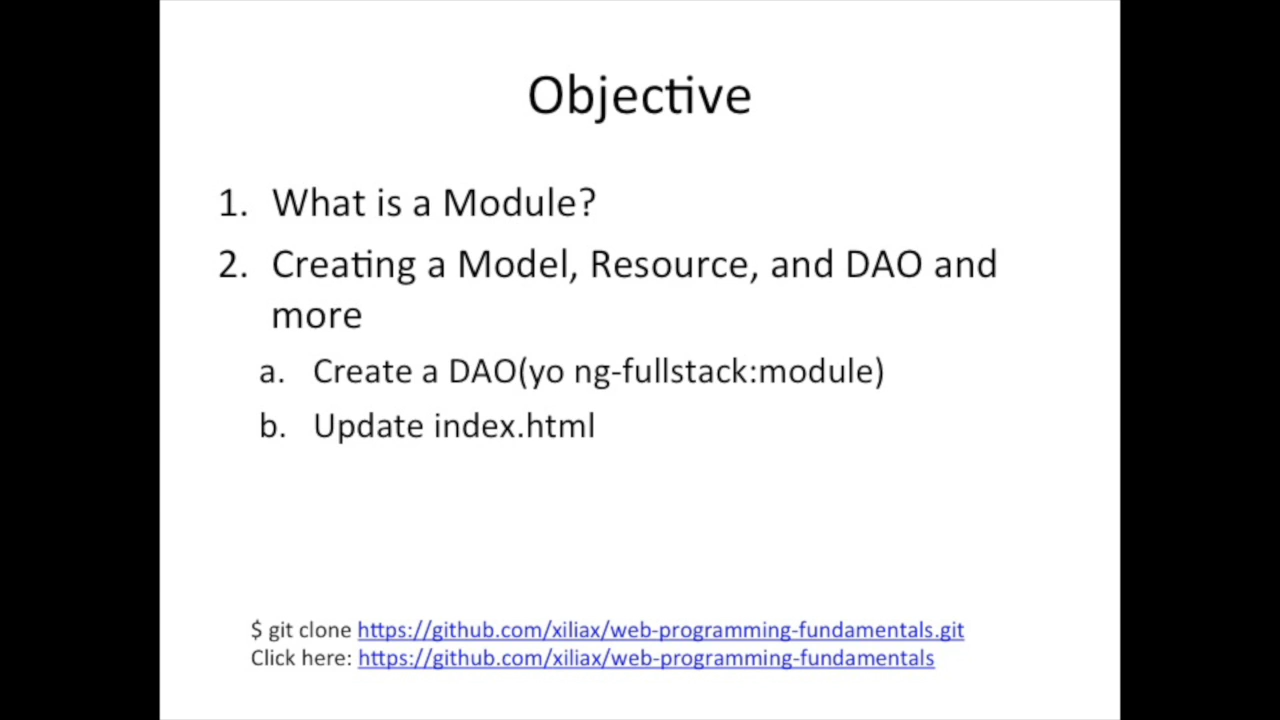 Objective
1. What is a Module?
2. Creating a Model, Resource, and DAO and
more
a. Create a DAO(yo ng-fullstack:module)
b. Update index.html
$ git clone https://github.com/xiliax/web-programming-fundamentals.git
Click here: https://github.com/xiliax/web-programming-fundamentals